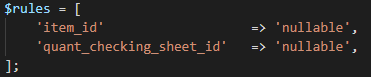 $rules = [
    'item_id'                   => 'nullable',
    'quant_checking_sheet_id'   => 'nullable',
];